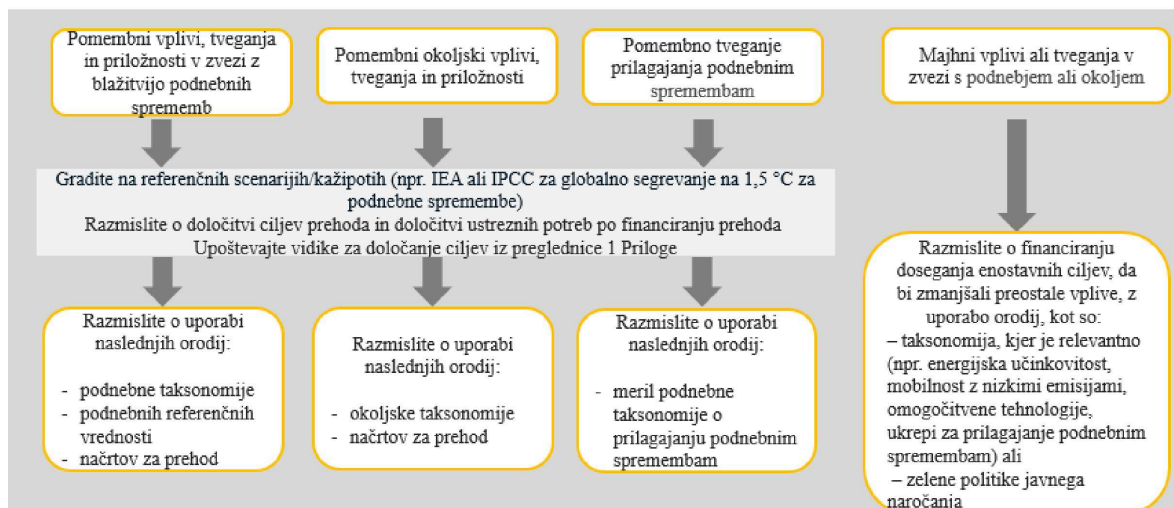 Pomembni vplivi, tveganja
in priložnosti v zvezi z
blažitvijo podnebnih
sprememb
Pomembni okoljski vplivi,
tveganja in priložnosti
Pomembno tveganje
prilagajanja podnebnim
spremembam
Majhni vplivi ali tveganja v
zvezi s podnebjem ali okoljem
Gradite na referenčnih scenarijih/kažipotih (npr. IEA ali IPCC za globalno segrevanje na 1,5 °C za
podnebne spremembe)
Razmislite o določitvi ciljev prehoda in določitvi ustreznih potreb po financiranju prehoda
Upoštevajte vidike za določanje ciljev iz preglednice 1 Priloge
Razmislite o uporabi
naslednjih orodij:
- podnebne taksonomije
- podnebnih referenčnih
vrednosti
- načrtov za prehod
Razmislite o uporabi
naslednjih orodij:
- okoljske taksonomije
- načrtov za prehod
Razmislite o uporabi
naslednjih orodij:
- meril podnebne
taksonomije o
prilagajanju podnebnim
spremembam
Razmislite o financiranju
doseganja enostavnih ciljev, da
bi zmanjšali preostale vplive, z
uporabo orodij, kot so:
– taksonomija, kjer je relevantno
(npr. energijska učinkovitost,
mobilnost z nizkimi emisijami,
omogočitvene tehnologije,
ukrepi za prilagajanje podnebnim
spremembam) ali
– zelene politike javnega
naročanja